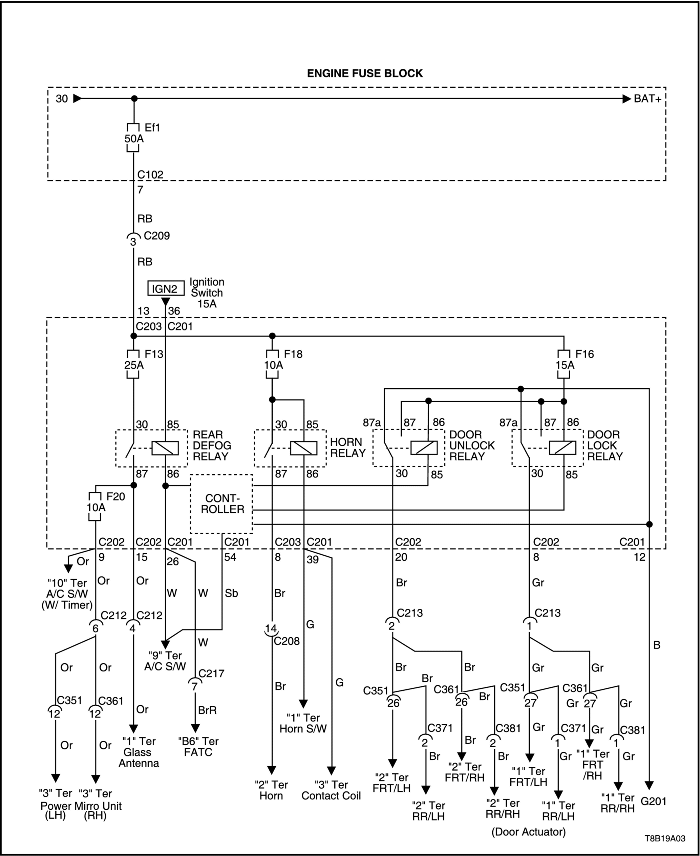 ENGINE FUSE BLOCK
30 BAT+
Ef1
50A
C102
7
RB
C209
3
RB
IGN2 Ignition
Switch
15A
13 36
C203 C201
F13 F18 F16
25A 10A 15A
30 85 30 85 87a 87 86 87a 87 86
REAR
DEFOG
RELAY
HORN
RELAY
DOOR
UNLOCK
RELAY
DOOR
LOCK
RELAY
87 86 87 86 30 85 30 85
F20
10A
CONT-
ROLLER
C202 C202 C201 C201 C203 C201 C202 C202 C201
9 15 26 54 8 39 20 8 12
Or Or Or W W Sb Br G Br Gr
"10" Ter
A/C S/W
(W/ Timer)
C212 C212 C213 C213
6 4 14 2 1
C208
W
B
"9" Ter
A/C S/W
Or Or C217 Br Br Gr Gr
7
C351 C361 Br G C351 C361 Br C351 C361
12 12 26 26 27 27
Or BrR Br Gr Gr
C371 C381 C371 C381
2 2 1 1
"1" Ter
Horn S/W
Or Or Br Br Br Gr Gr
"1" Ter
Glass
Antenna
"B6" Ter
FATC
"1" Ter
FRT
/RH
"3" Ter "3" Ter
Power Mirro Unit
(LH) (RH)
"2" Ter
Horn
"3" Ter
Contact Coil
"2" Ter
FRT/LH
"2" Ter
FRT/RH
"1" Ter
FRT/LH
"2" Ter
RR/LH
"2" Ter
RR/RH
"1" Ter
RR/LH
"1" Ter
RR/RH
G201
(Door Actuator)
T8B19A03